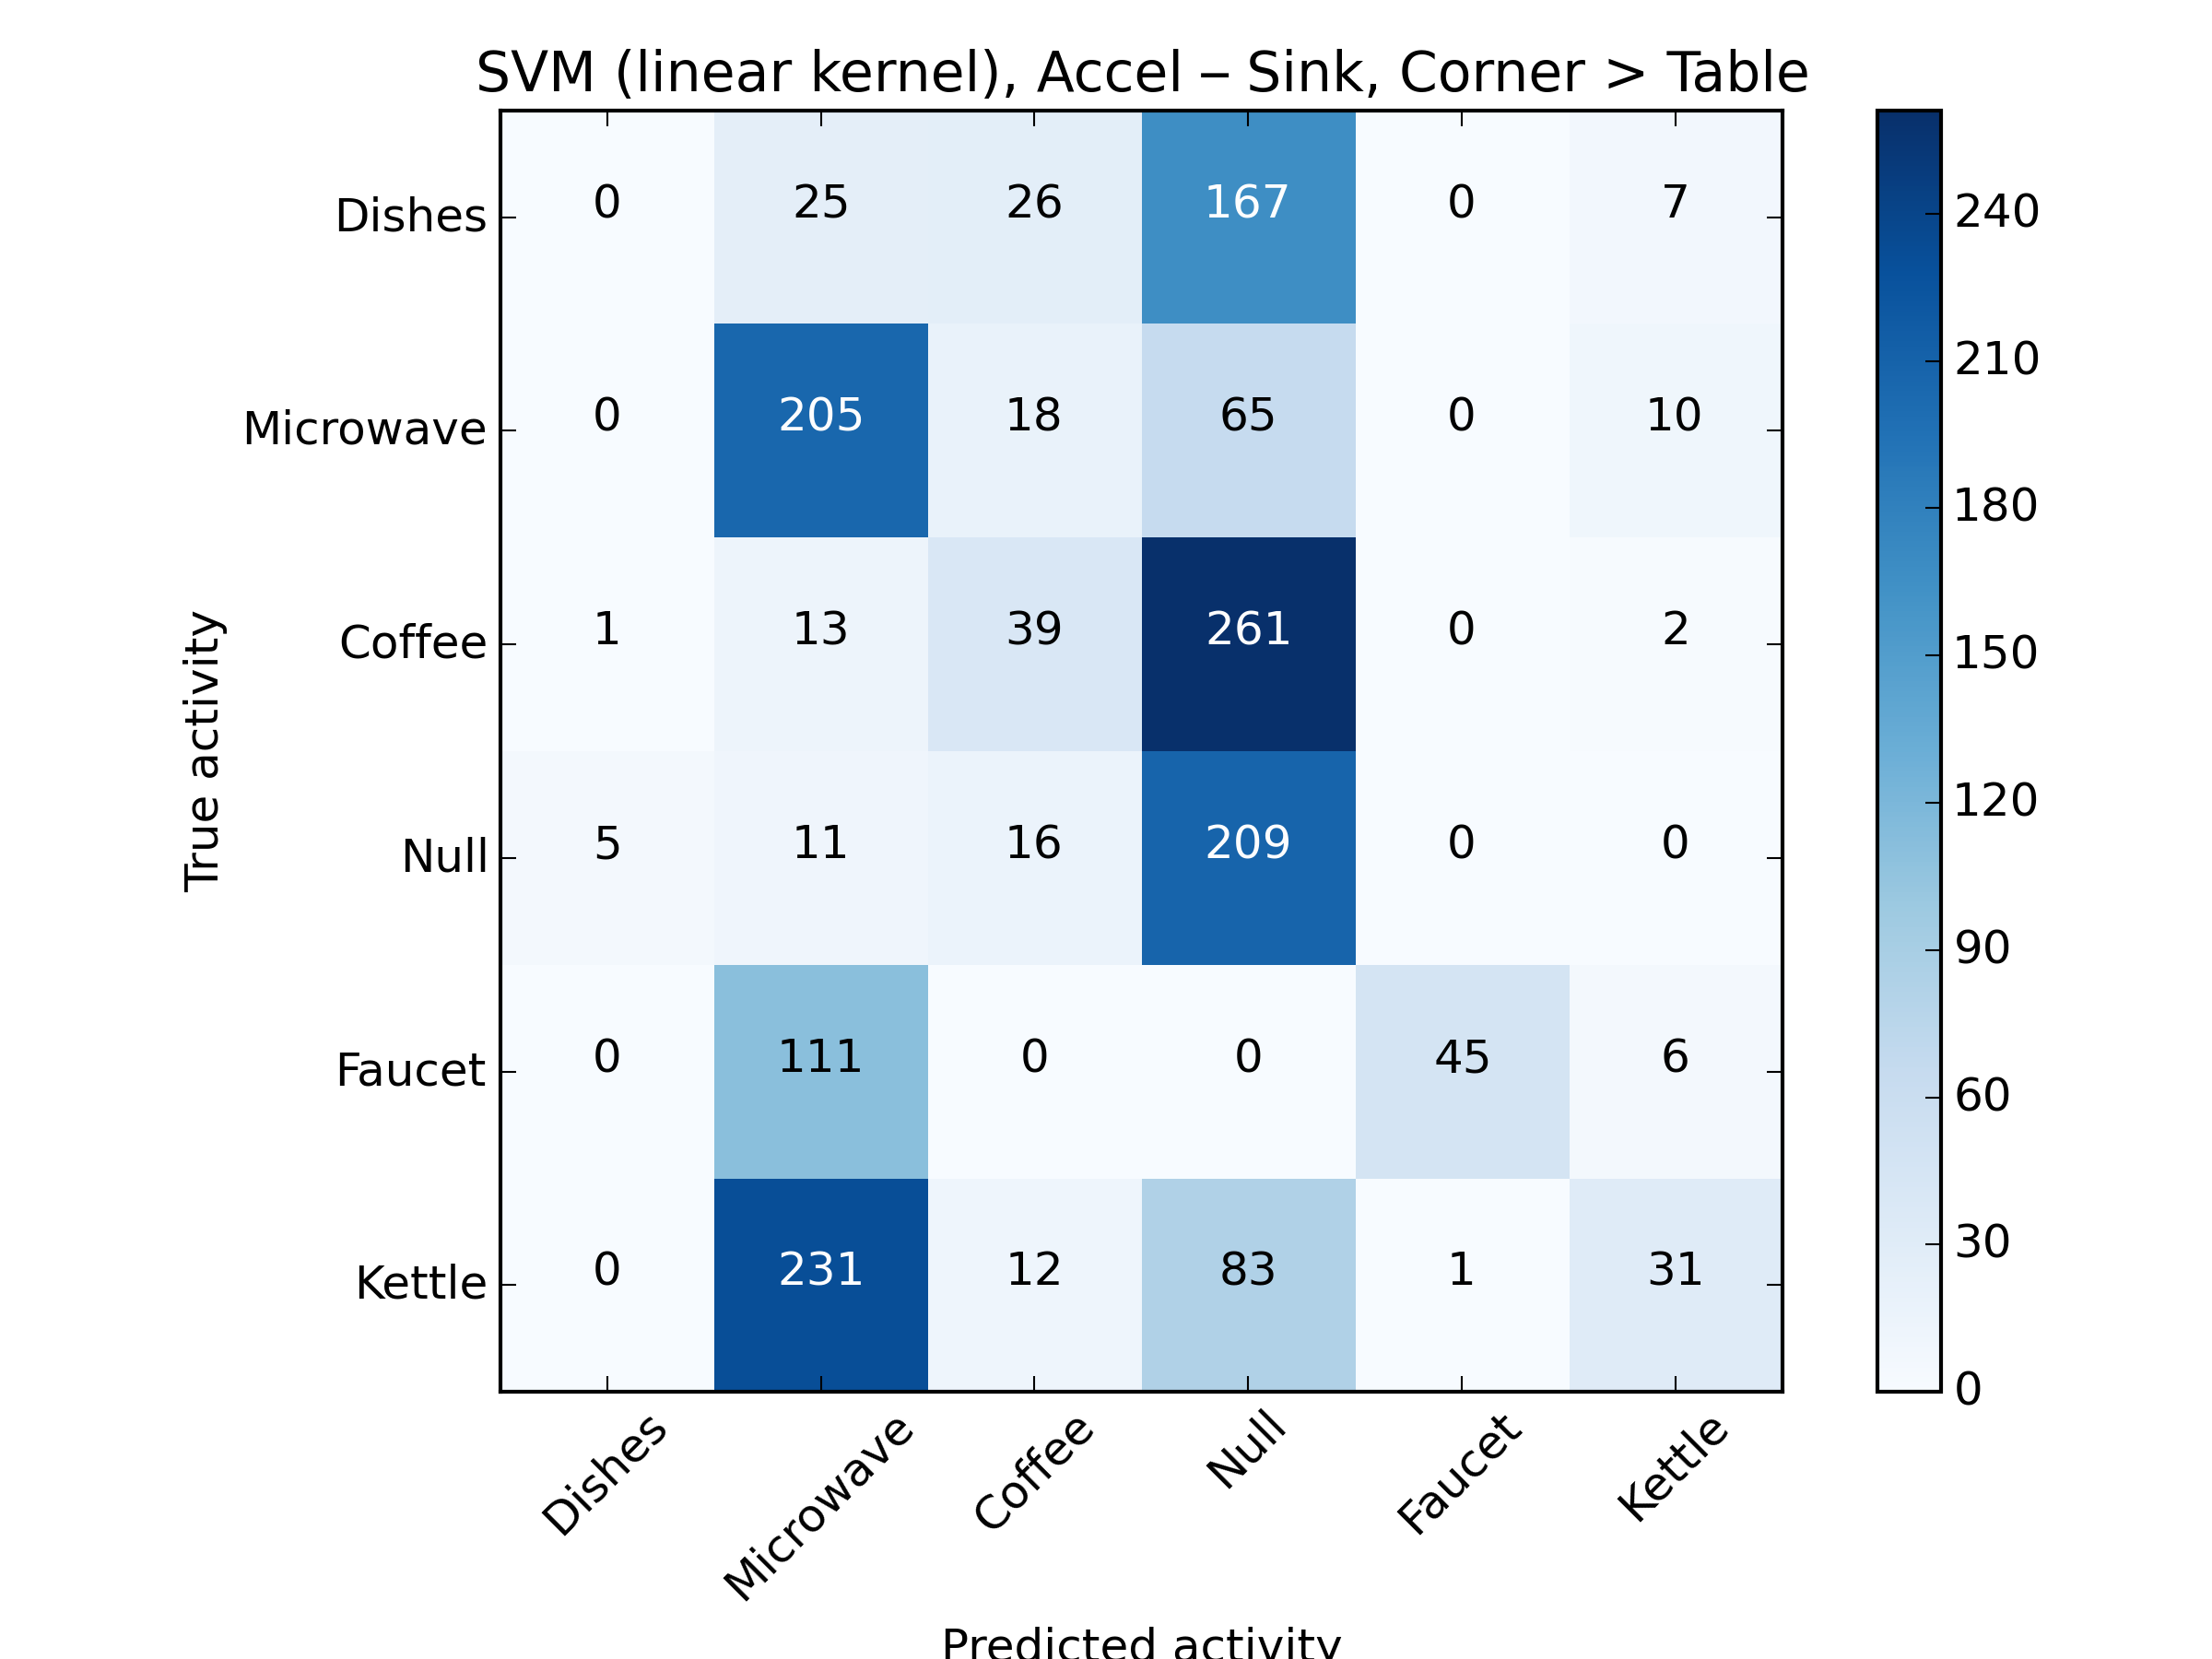 SVM (linear kernel), Accel – Sink, Corner > Table
Dishes 0 25 26 167 0 7
Microwave 0 205 18 65 0 10
Coffee 1 13 39 261 0 2
Null 5 11 16 209 0 0
Faucet 0 111 0 0 45 6
Kettle 0 231 12 83 1 31
True activity
Dishes Microwave Coffee Null Faucet Kettle
Predicted activity
240
210
180
150
120
90
60
30
0